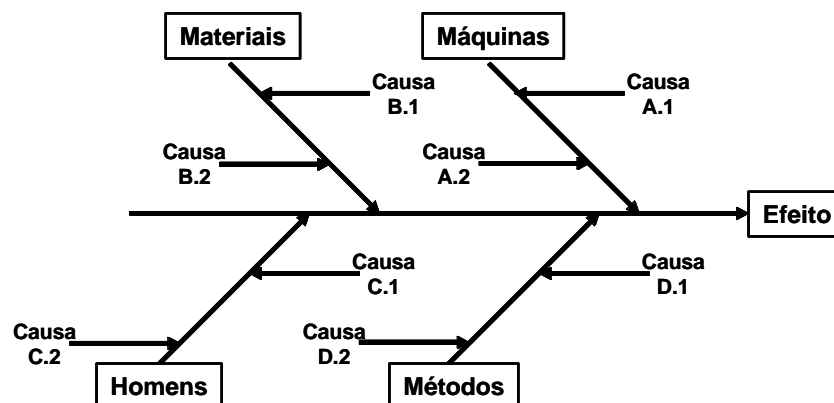 Materiais
Máquinas
Causa
B.1
Causa
A.1
Causa
B.2
Causa
A.2
Efeito
Causa
C.1
Causa
D.1
Causa
C.2
Causa
D.2
Homens
Métodos